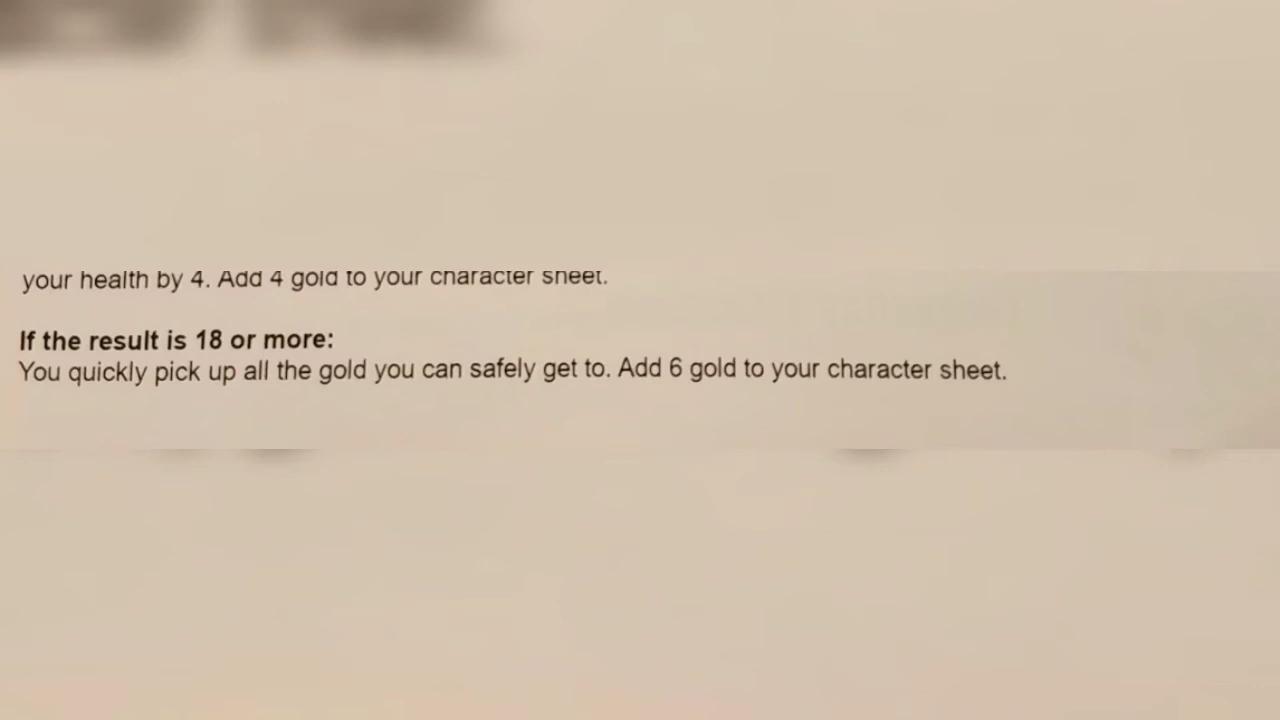 your health by 4. Add 4 gold to your character sheet.
If the result is 18 or more:
You quickly pick up all the gold you can safely get to. Add 6 gold to your character sheet.